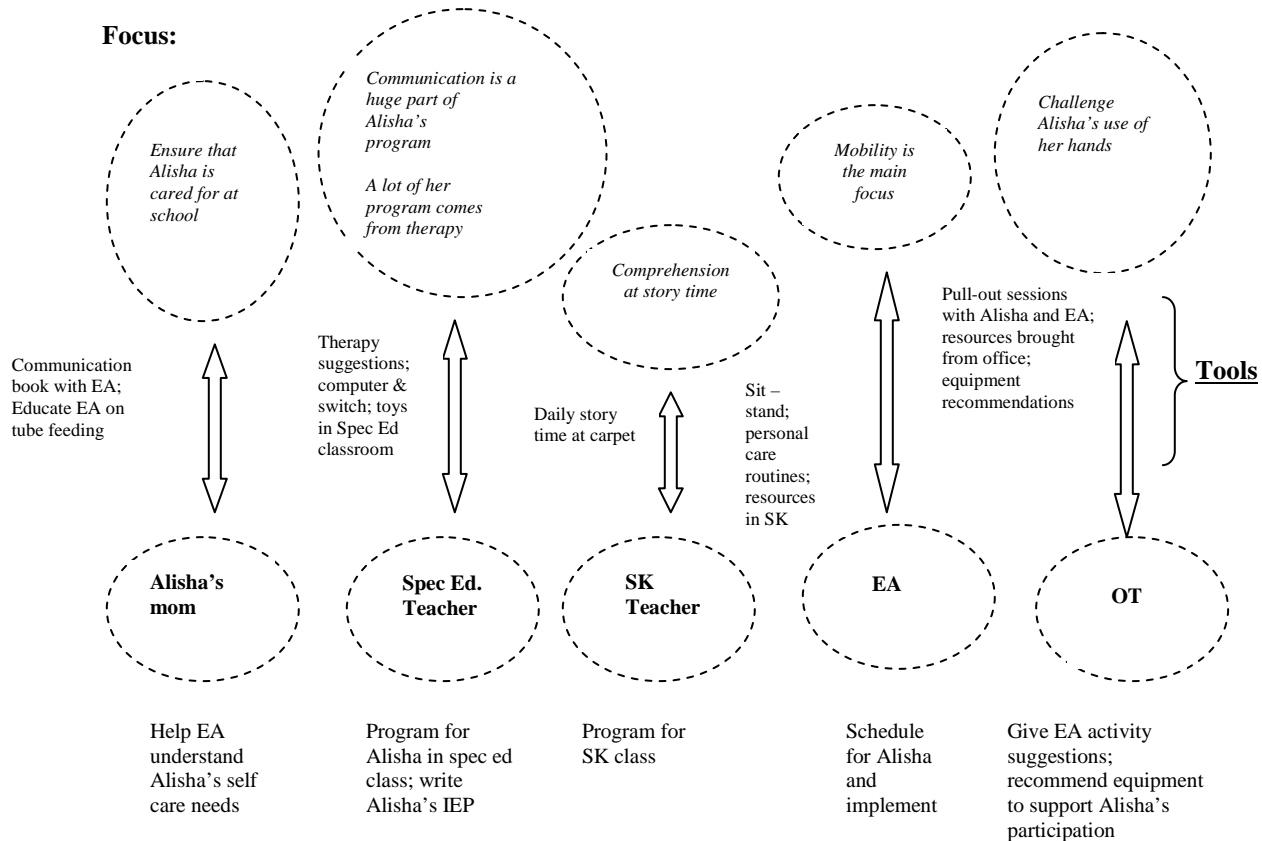 Focus:
Ensure that
Alisha is
cared for at
school
Communication is a
huge part of
Alisha's
program
A lot of her
program comes
from therapy
Comprehension
at story time
Mobility is
the main
focus
Challenge
Alisha's use of
her hands
Communication
book with EA;
Educate EA on
tube feeding
Therapy
suggestions;
computer &
switch; toys
in Spec Ed
classroom
Daily story
time at carpet
Sit –
stand;
personal
care
routines;
resources
in SK
Pull-out sessions
with Alisha and EA;
resources brought
from office;
equipment
recommendations
Tools
Alisha's
mom
Spec Ed.
Teacher
SK
Teacher
EA
OT
Help EA
understand
Alisha's self
care needs
Program for
Alisha in spec ed
class; write
Alisha's IEP
Program for
SK class
Schedule
for Alisha
and
implement
Give EA activity
suggestions;
recommend equipment
to support Alisha's
participation